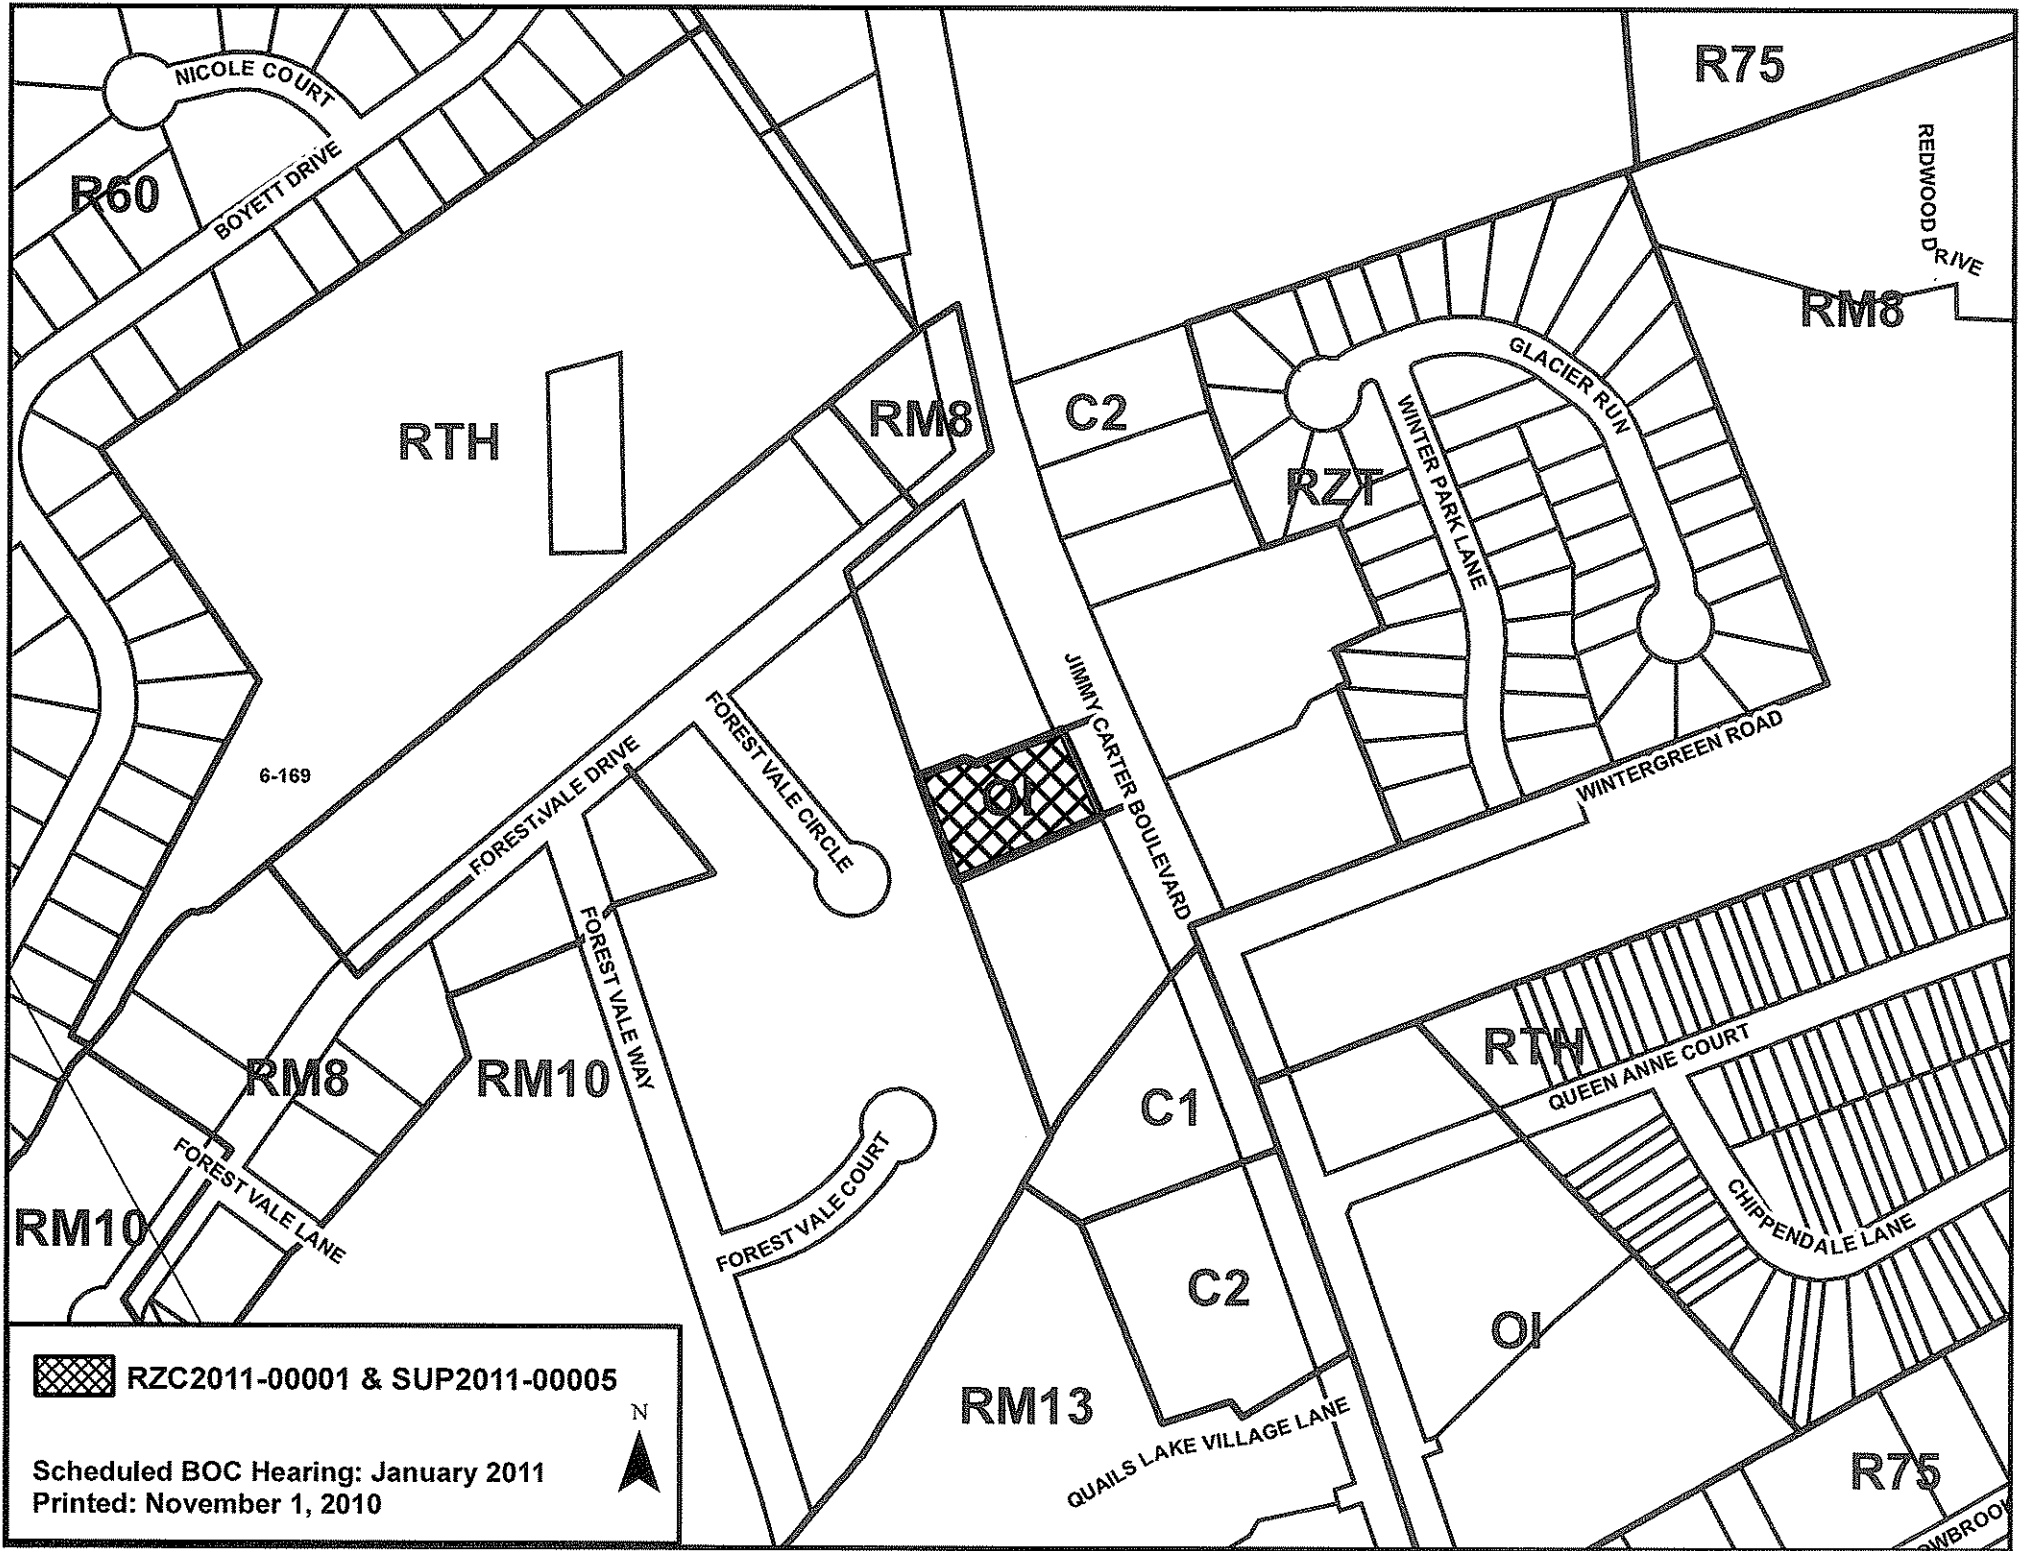 R75
NICOLE COURT
REDWOOD DRIVE
R60
BOYETT DRIVE
RM8
GLACIER RUN
RM8
C2
RTH
WINTER PARK LANE
RZT
JIMMY CARTER BOULEVARD
FOREST VALE CIRCLE
WINTERGREEN ROAD
FOREST VALE DRIVE
6-169
OI
FOREST VALE WAY
RTH
QUEEN ANNE COURT
RM8
RM10
C1
FOREST VALE COURT
FOREST VALE LANE
RM10
CHIPPENDALE LANE
C2
OI
RM13
QUAILS LAKE VILLAGE LANE
R75
OWBROOK
RZC2011-00001 & SUP2011-00005
N
Scheduled BOC Hearing: January 2011
Printed: November 1, 2010